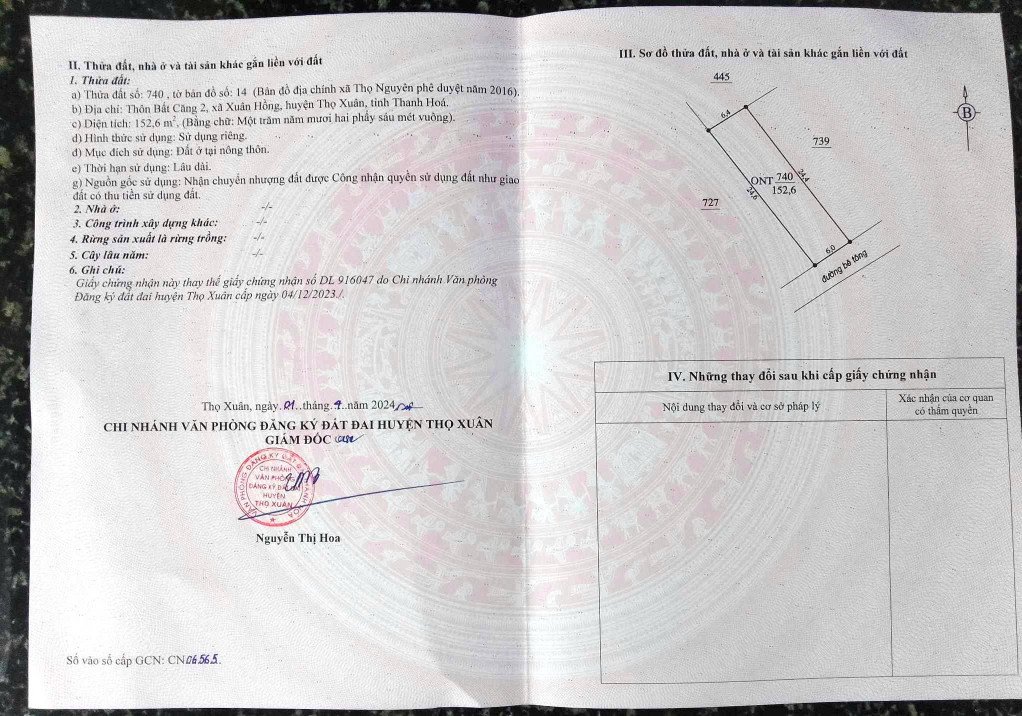 II. Thửa đất, nhà ở và tài sản khác gắn liền với đất
1. Thửa đất:
a) Thửa đất số: 740 , tờ bản đồ số: 14 (Bản đồ địa chính xã Thọ Nguyên phê duyệt năm 2016).
b) Địa chỉ: Thôn Bất Căng 2, xã Xuân Hồng, huyện Thọ Xuân, tỉnh Thanh Hoá.
c) Diện tích: 152,6 m², (Bằng chữ: Một trăm năm mươi hai phẩy sáu mét vuông).
d) Hình thức sử dụng: Sử dụng riêng.
đ) Mục đích sử dụng: Đất ở tại nông thôn.
e) Thời hạn sử dụng: Lâu dài.
g) Nguồn gốc sử dụng: Nhận chuyển nhượng đất được Công nhận quyền sử dụng đất như giao
đất có thu tiền sử dụng đất.
2. Nhà ở: -/-
3. Công trình xây dựng khác: -/-
4. Rừng sản xuất là rừng trồng: -/-
5. Cây lâu năm: -/-
6. Ghi chú:
Giấy chứng nhận này thay thế giấy chứng nhận số DL 916047 do Chi nhánh Văn phòng
Đăng ký đất đai huyện Thọ Xuân cấp ngày 04/12/2023./.
Thọ Xuân, ngày 01 tháng 4 năm 2024
CHI NHÁNH VĂN PHÒNG ĐĂNG KÝ ĐẤT ĐAI HUYỆN THỌ XUÂN
GIÁM ĐỐC
CHI NHÁNH
VĂN PHÒNG
ĐĂNG KÝ ĐẤT ĐAI
HUYỆN
THỌ XUÂN
Nguyễn Thị Hoa
Số vào sổ cấp GCN: CN06565.
III. Sơ đồ thửa đất, nhà ở và tài sản khác gắn liền với đất
445
B
6,4
739
ONT 740
152,6
24,4
24,6
727
6,0
đường bê tông
IV. Những thay đổi sau khi cấp giấy chứng nhận
Nội dung thay đổi và cơ sở pháp lý
Xác nhận của cơ quan
có thẩm quyền